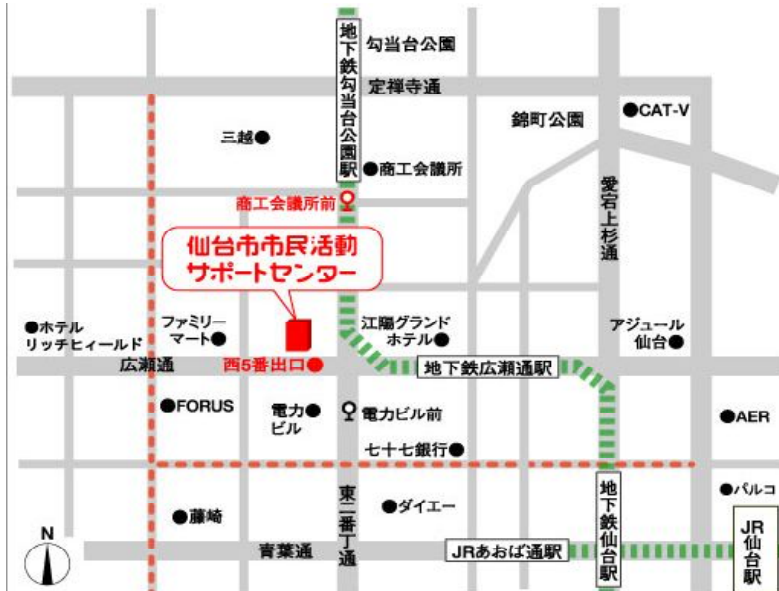 勾当台公園
地下鉄勾当台公園駅
定禅寺通
CAT-V
錦町公園
三越
商工会議所
愛宕上杉通
商工会議所前
仙台市市民活動
サポートセンター
ホテル
リッチヒィールド
ファミリー
マート
江陽グランド
ホテル
アジュール
仙台
広瀬通
西5番出口
地下鉄広瀬通駅
FORUS
電力
ビル
電力ビル前
AER
七十七銀行
パルコ
藤崎
東二番丁通
ダイエー
地下鉄仙台駅
JR仙台駅
N
青葉通
JRあおば通駅